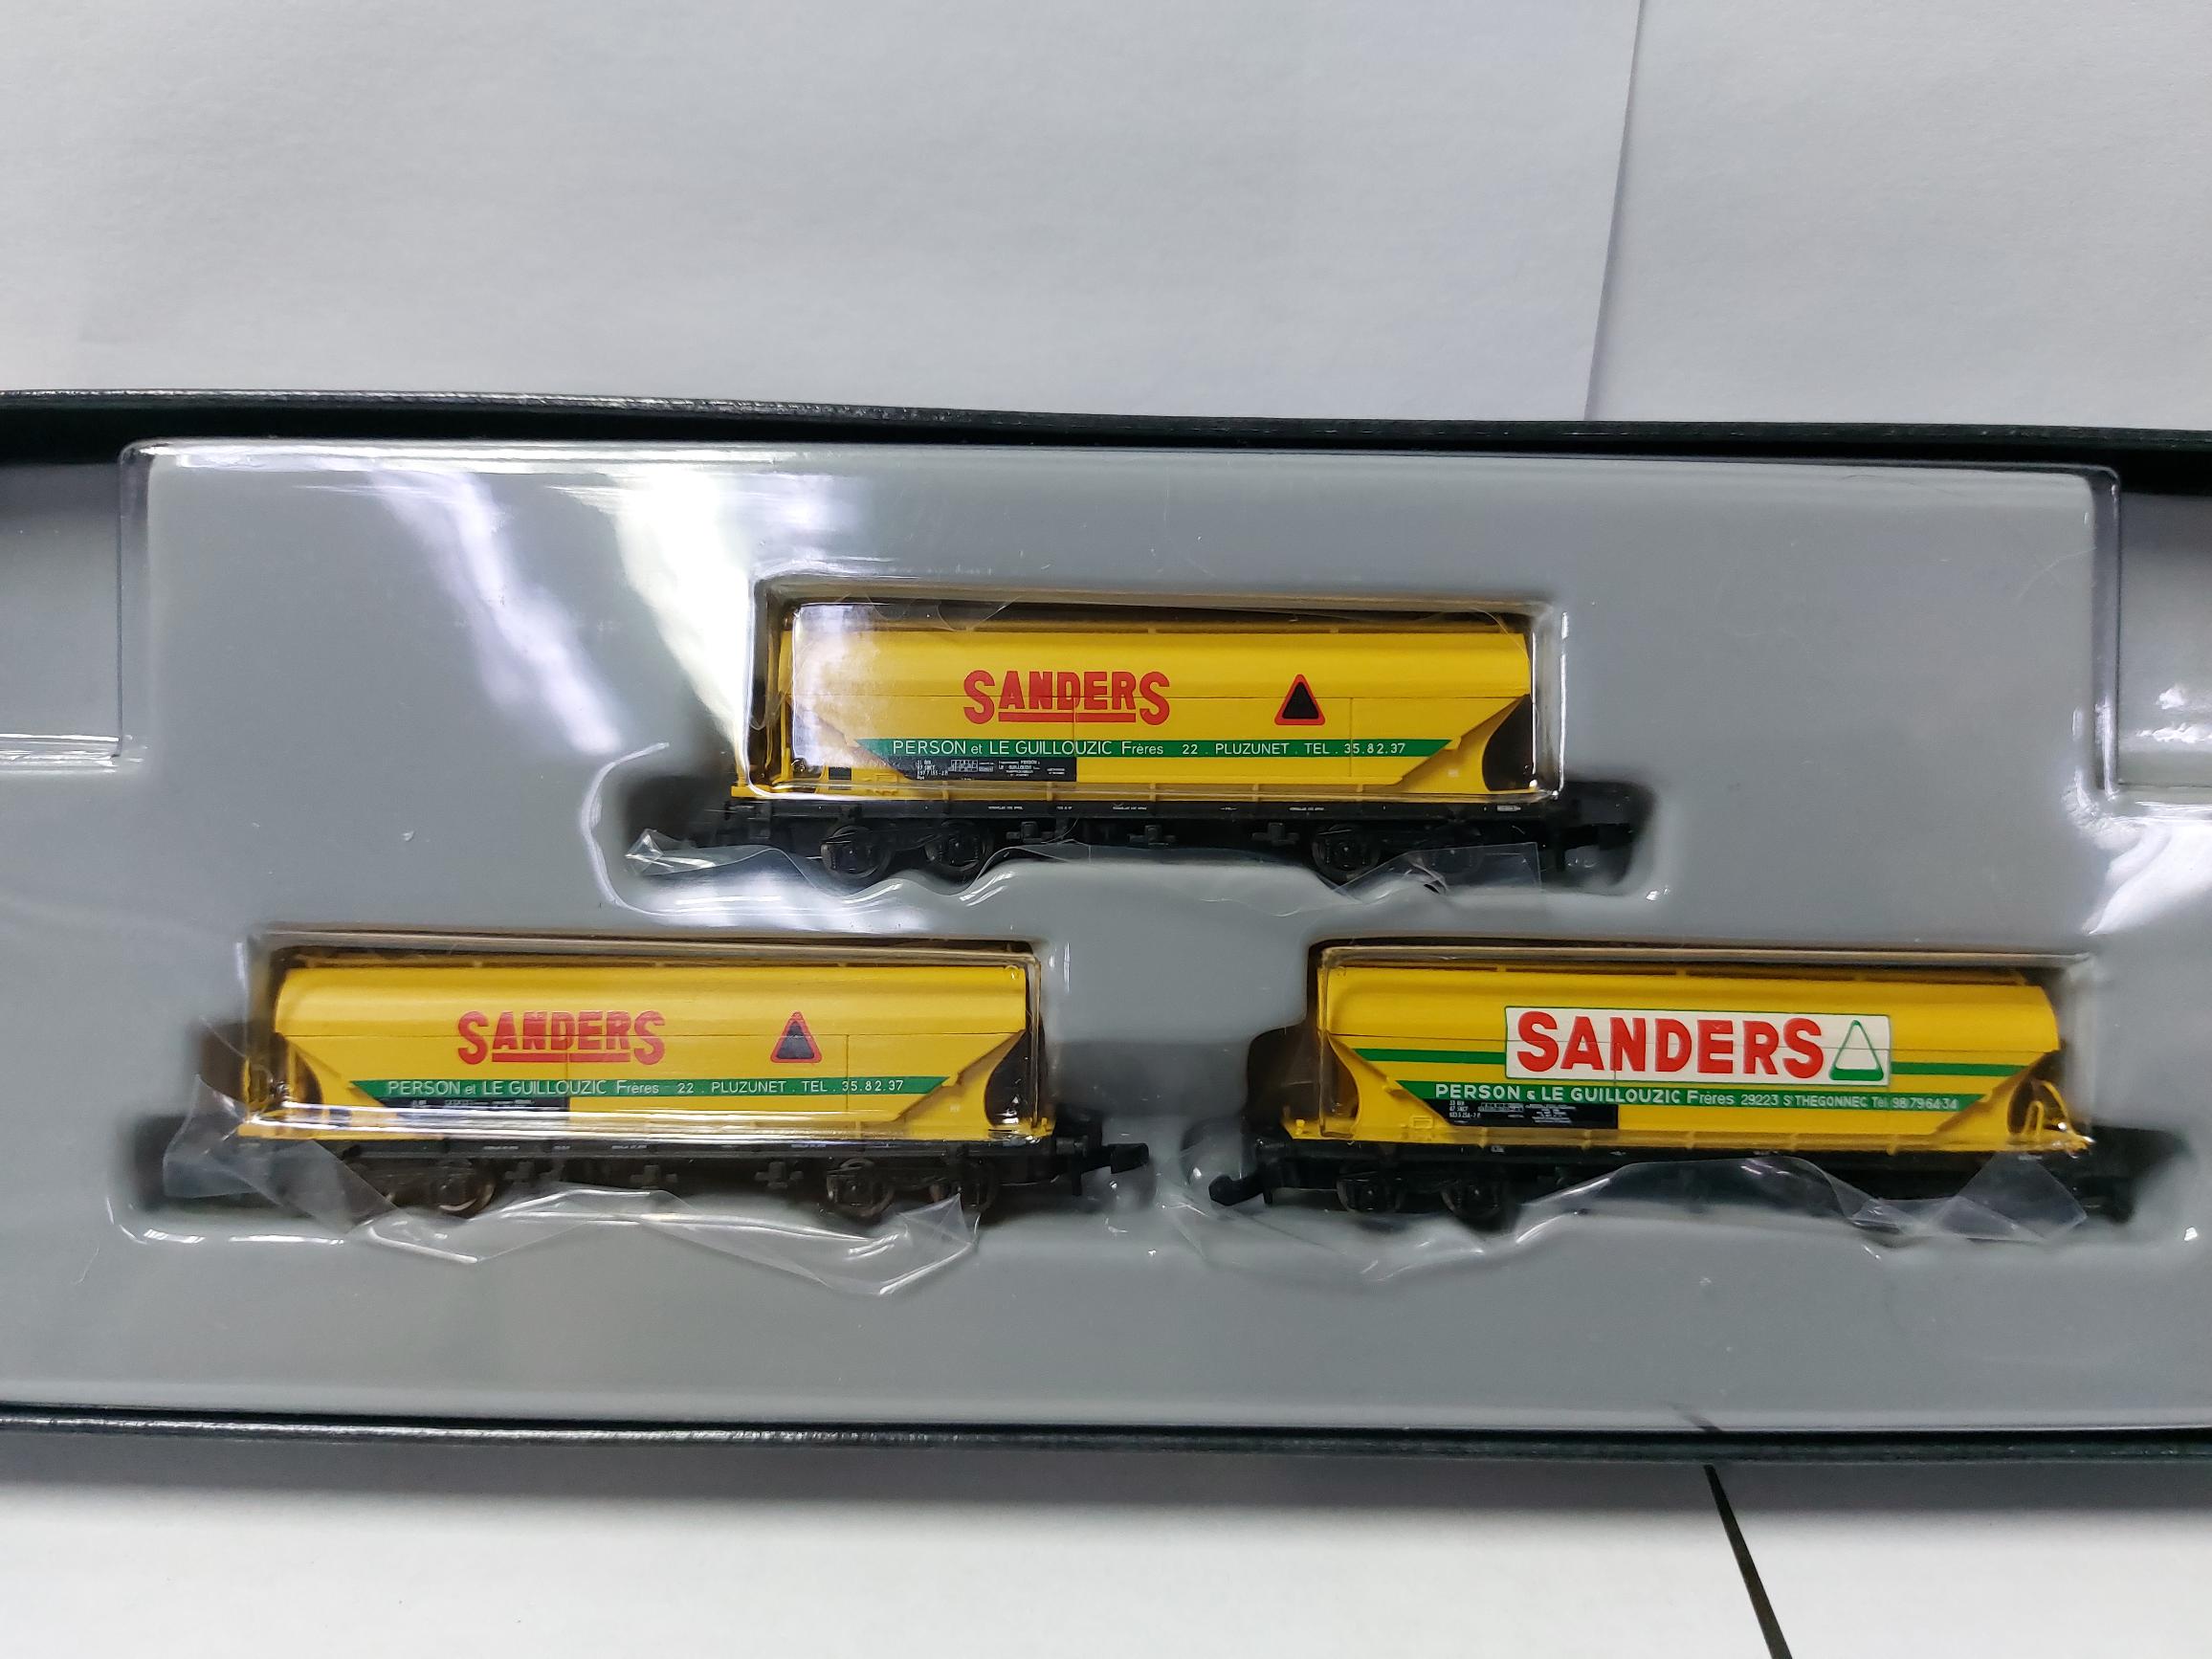 SANDERS
PERSON et LE GUILLOUZIC Frères 22 . PLUZUNET . TEL . 35.82.37
SANDERS
PERSON et LE GUILLOUZIC Frères 22 . PLUZUNET . TEL . 35.82.37
SANDERS
PERSON & LE GUILLOUZIC Frères 29223 ST THEGONNEC Tél 98 79 64 34